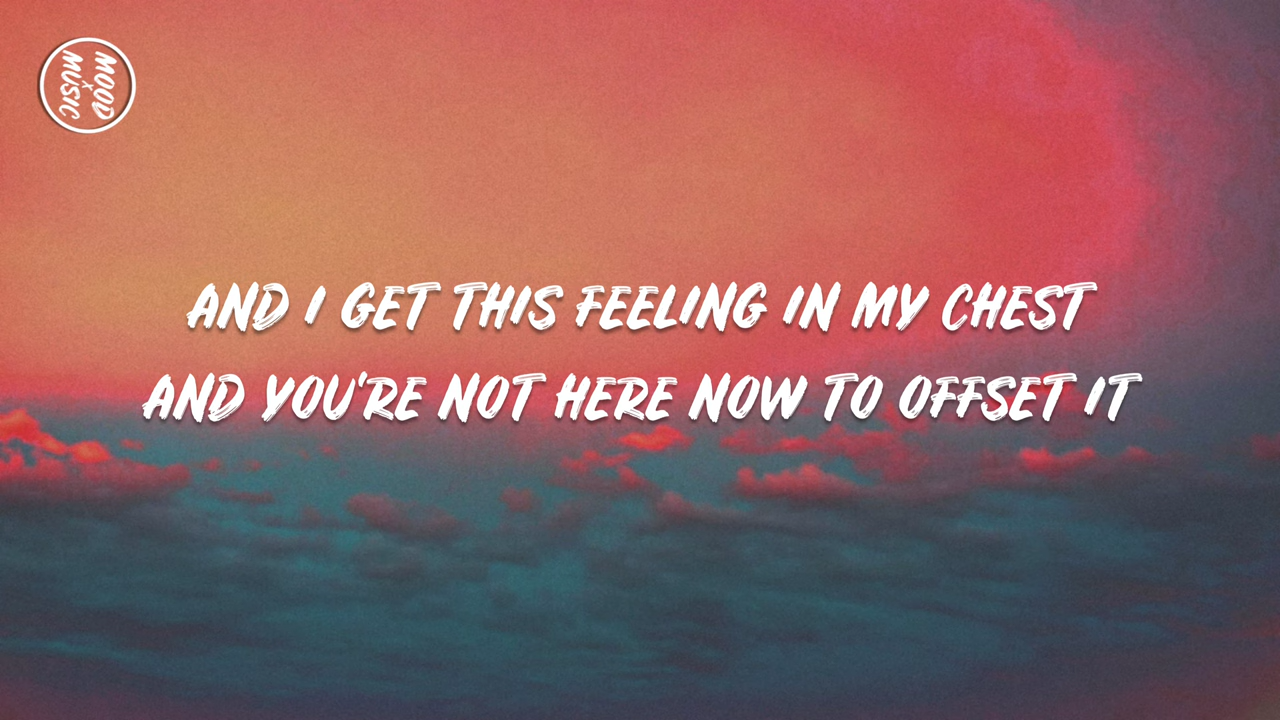 MOOD
x
MUSIC
AND I GET THIS FEELING IN MY CHEST
AND YOU'RE NOT HERE NOW TO OFFSET IT